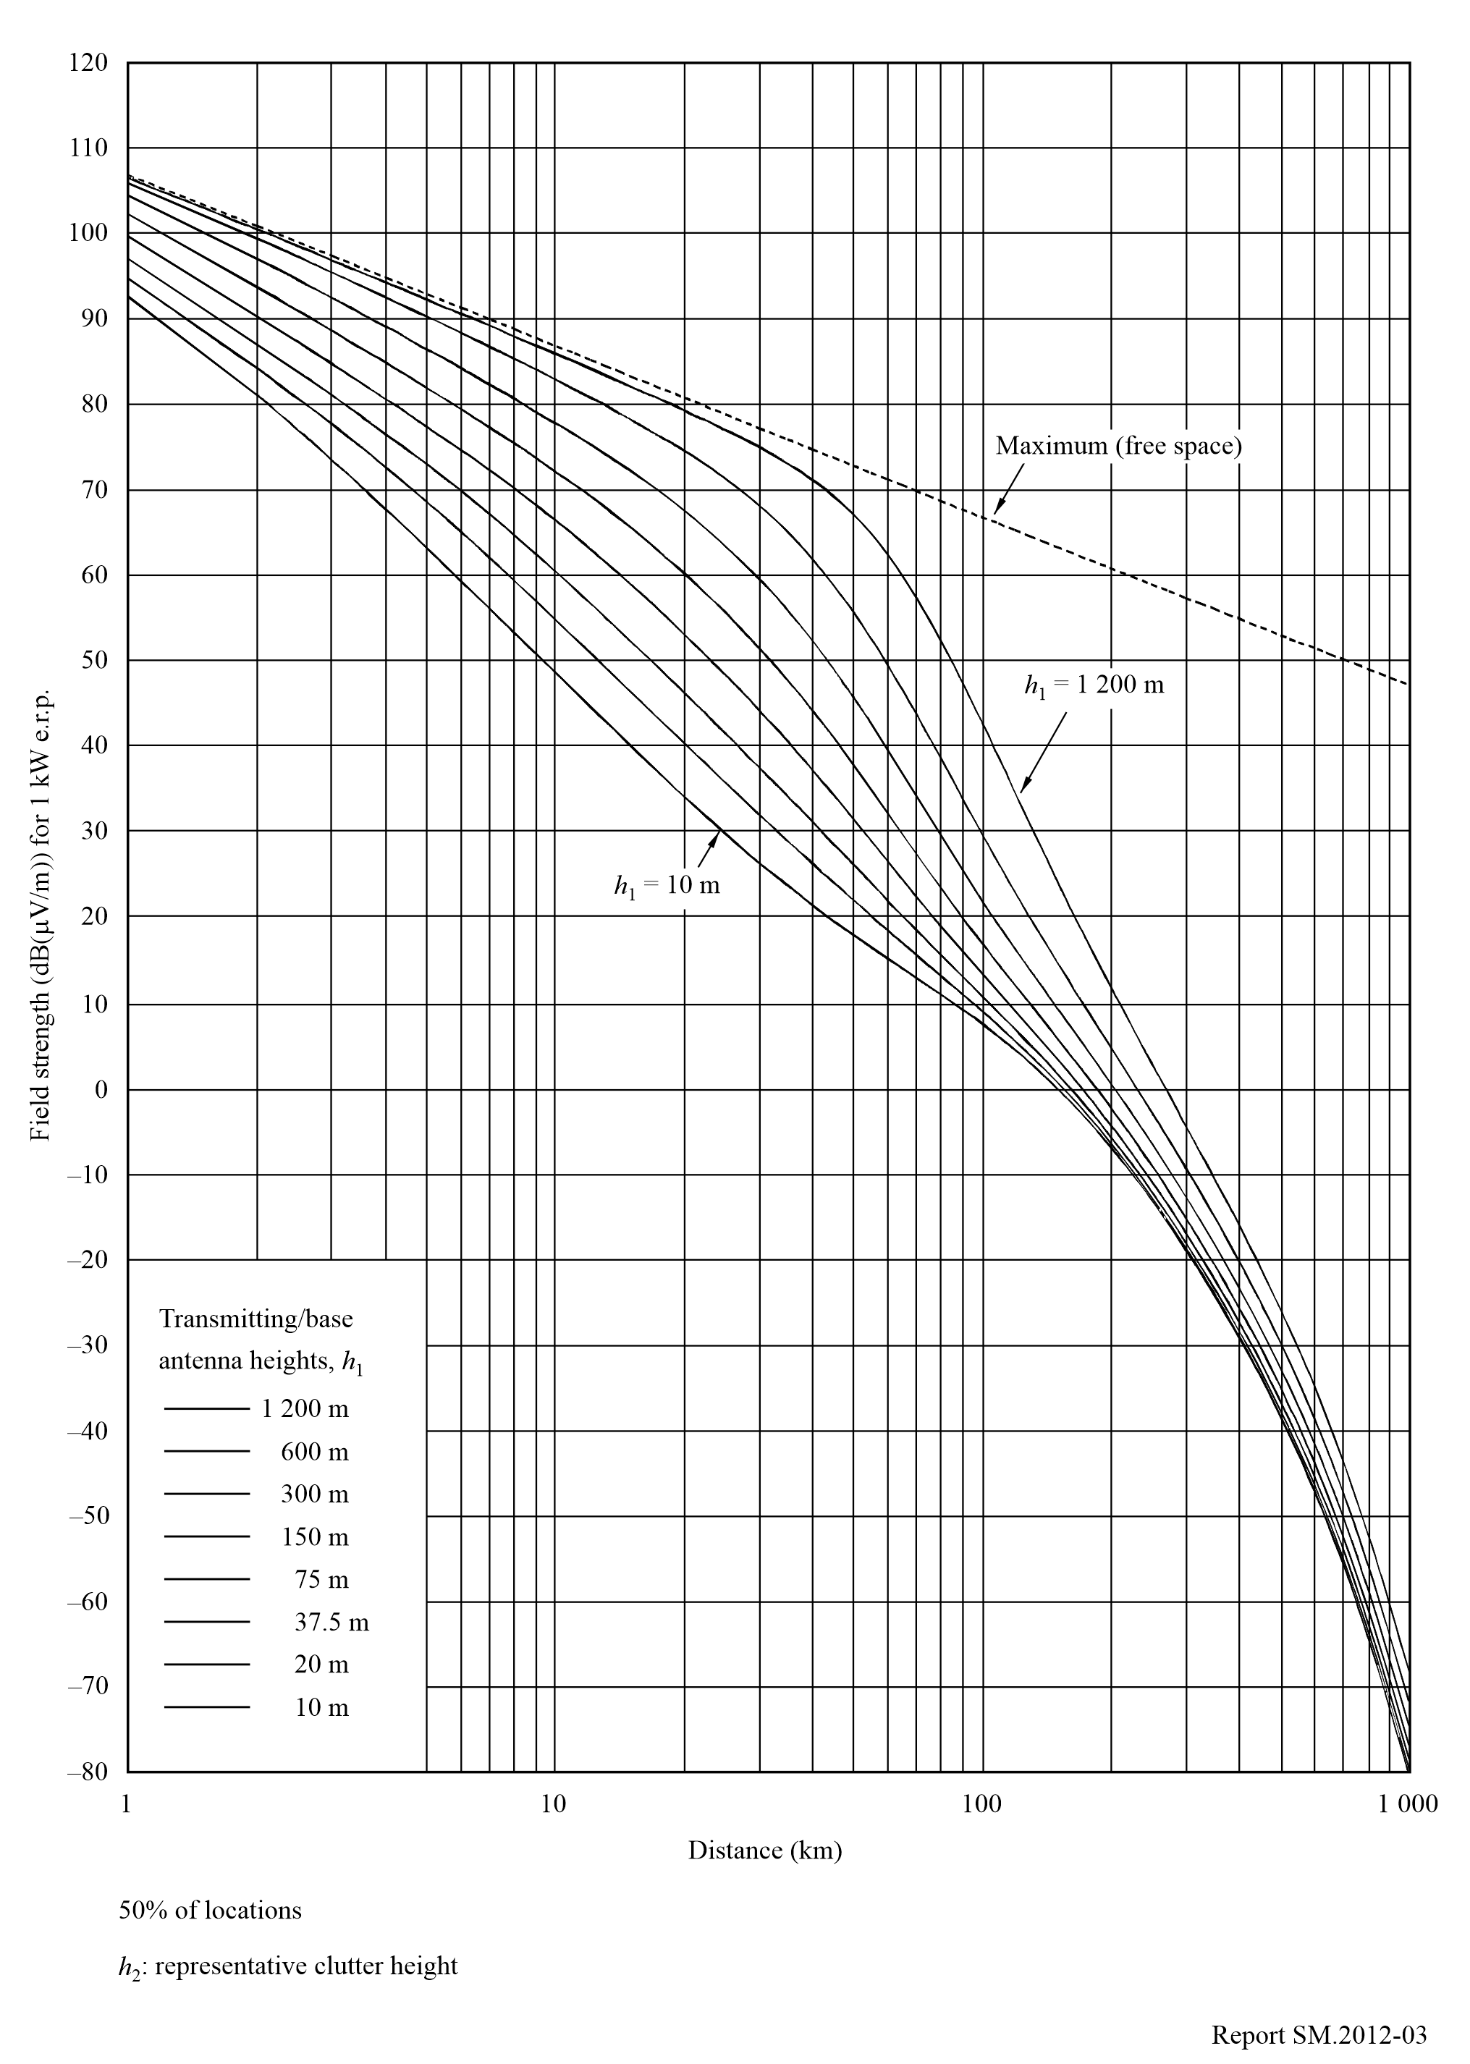 120
110
100
90
80
70
60
50
40
30
20
10
0
–10
–20
–30
–40
–50
–60
–70
–80
Field strength (dB(µV/m)) for 1 kW e.r.p.
Maximum (free space)
h1 = 1 200 m
h1 = 10 m
Transmitting/base
antenna heights, h1
1 200 m
600 m
300 m
150 m
75 m
37.5 m
20 m
10 m
1
10
100
1 000
Distance (km)
50% of locations
h2: representative clutter height
Report SM.2012-03